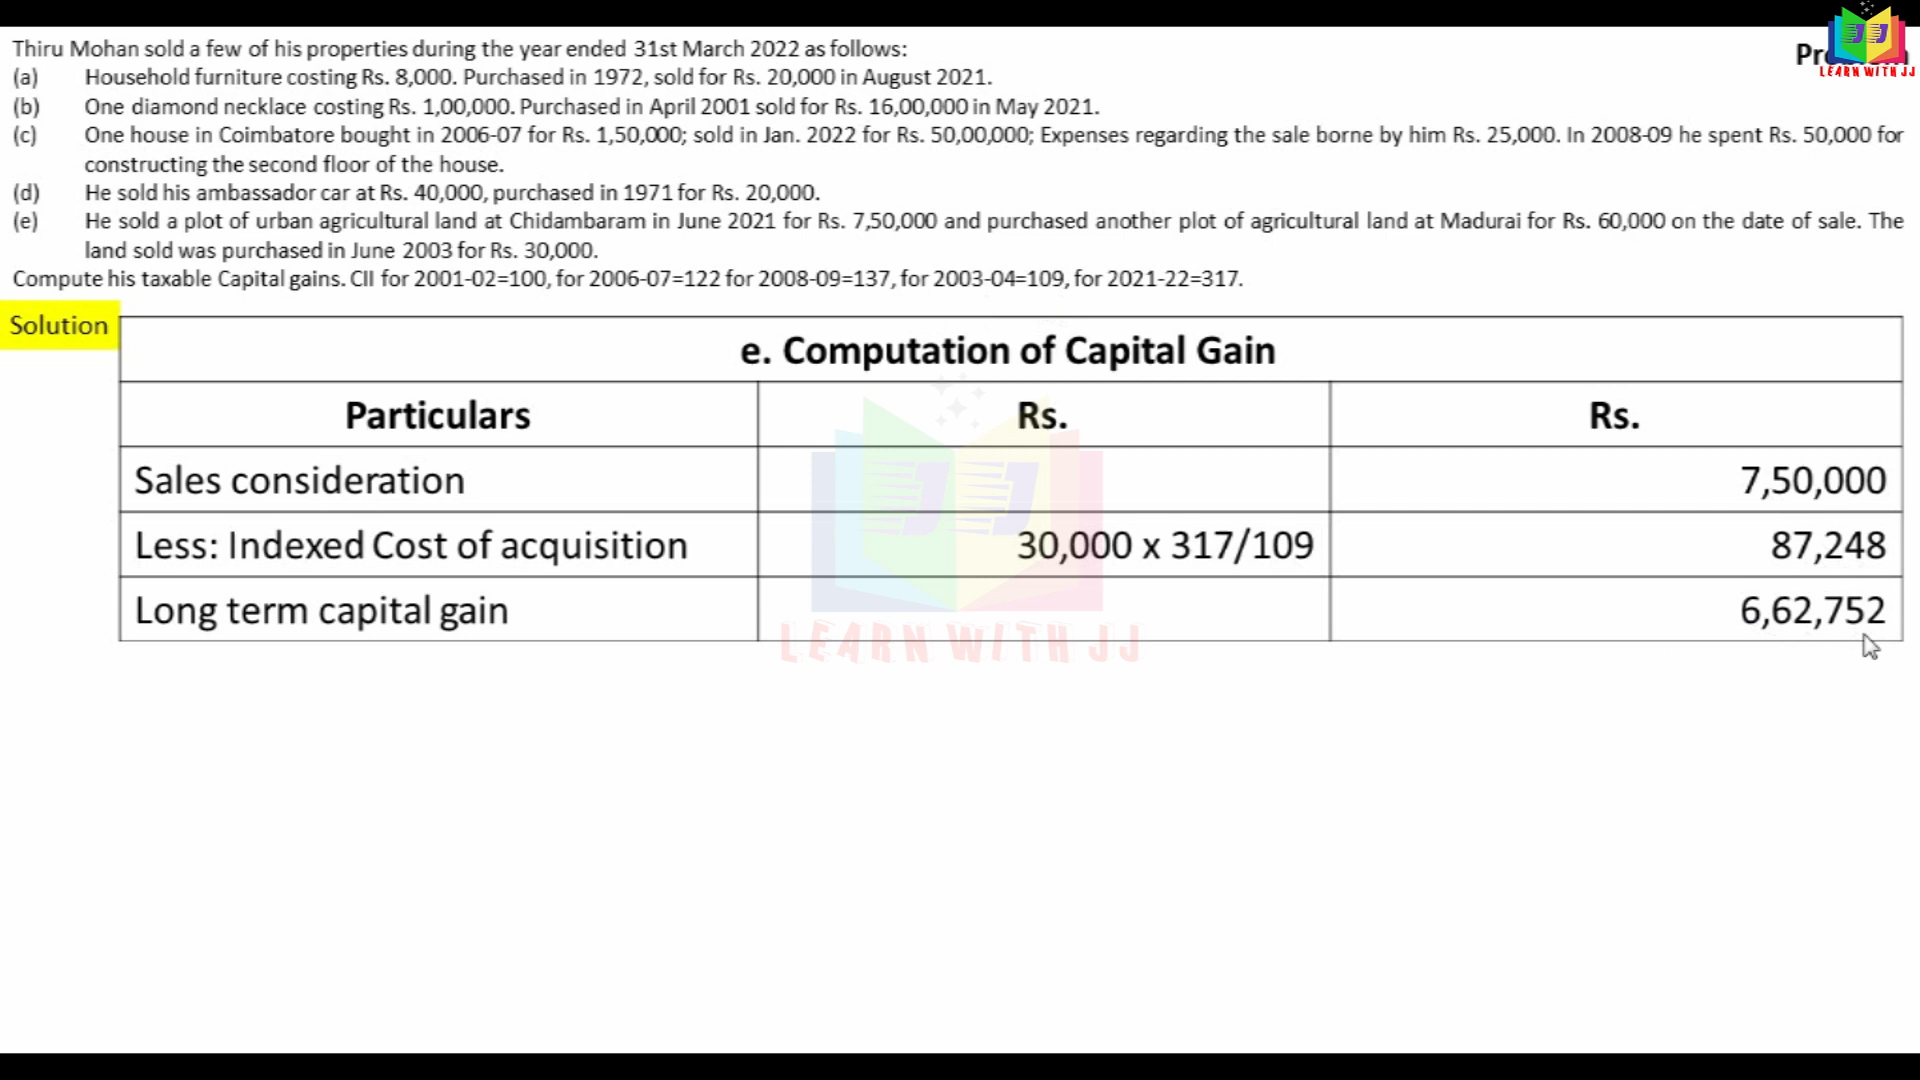 Thiru Mohan sold a few of his properties during the year ended 31st March 2022 as follows:
(a) Household furniture costing Rs. 8,000. Purchased in 1972, sold for Rs. 20,000 in August 2021.
(b) One diamond necklace costing Rs. 1,00,000. Purchased in April 2001 sold for Rs. 16,00,000 in May 2021.
(c) One house in Coimbatore bought in 2006-07 for Rs. 1,50,000; sold in Jan. 2022 for Rs. 50,00,000; Expenses regarding the sale borne by him Rs. 25,000. In 2008-09 he spent Rs. 50,000 for
constructing the second floor of the house.
(d) He sold his ambassador car at Rs. 40,000, purchased in 1971 for Rs. 20,000.
(e) He sold a plot of urban agricultural land at Chidambaram in June 2021 for Rs. 7,50,000 and purchased another plot of agricultural land at Madurai for Rs. 60,000 on the date of sale. The
land sold was purchased in June 2003 for Rs. 30,000.
Compute his taxable Capital gains. CII for 2001-02=100, for 2006-07=122 for 2008-09=137, for 2003-04=109, for 2021-22=317.
JJ
LEARN WITH JJ
Solution
e. Computation of Capital Gain
Particulars Rs. Rs.
Sales consideration 7,50,000
Less: Indexed Cost of acquisition 30,000 x 317/109 87,248
Long term capital gain 6,62,752
JJ
LEARN WITH JJ